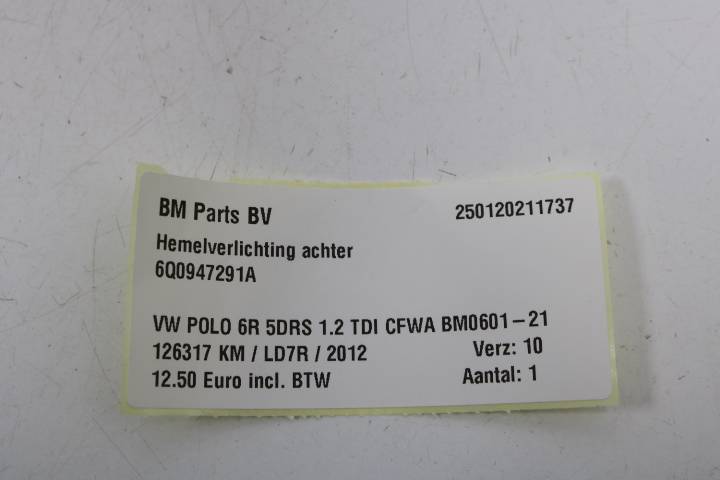 BM Parts BV 250120211737
Hemelverlichting achter
6Q0947291A
VW POLO 6R 5DRS 1.2 TDI CFWA BM0601-21
126317 KM / LD7R / 2012 Verz: 10
12.50 Euro incl. BTW Aantal: 1